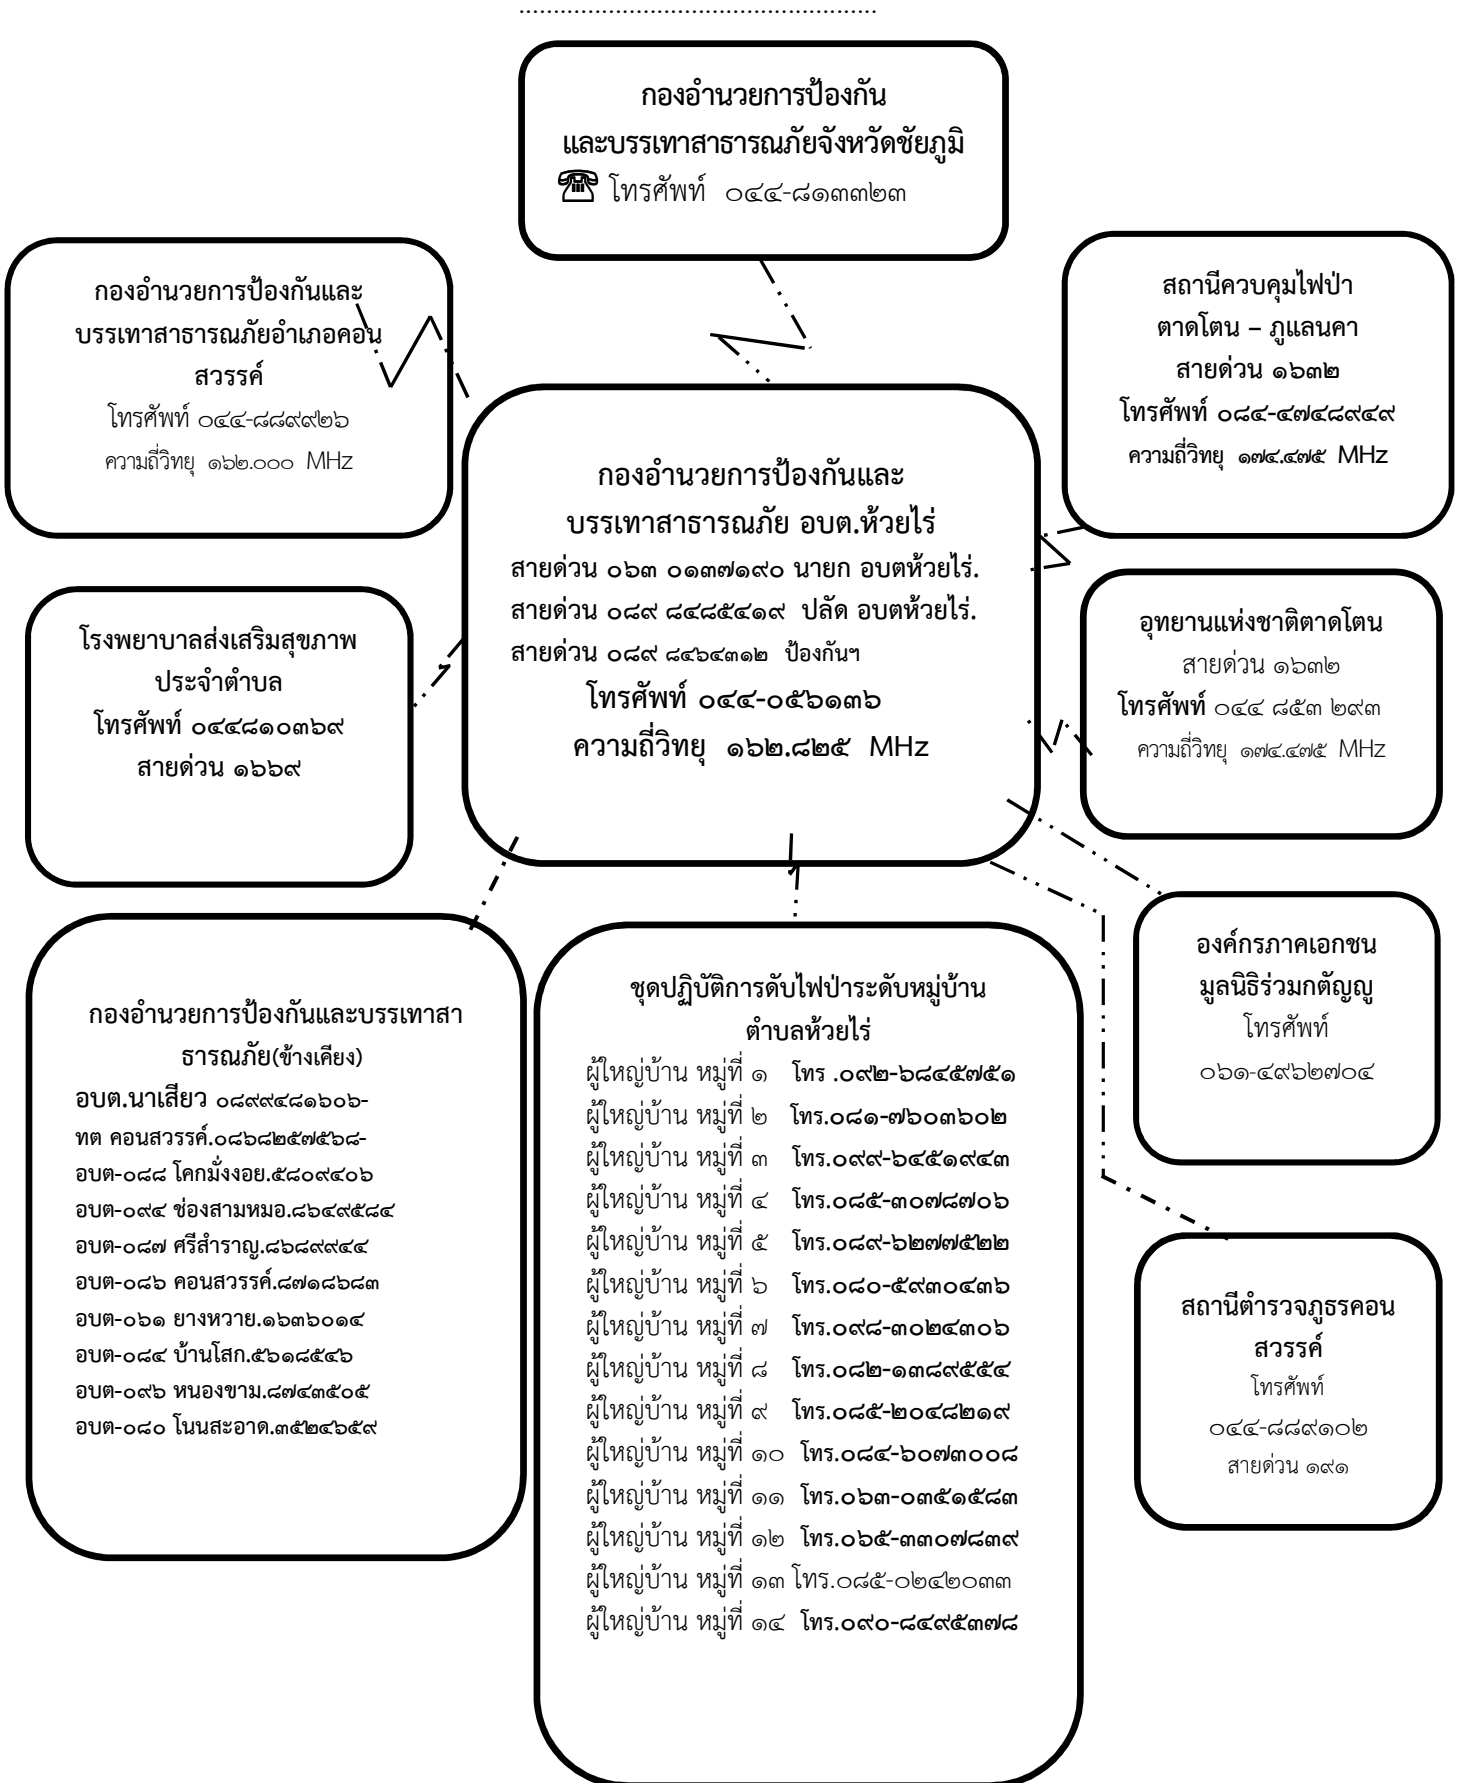 ................................................
กองอำนวยการป้องกัน
และบรรเทาสาธารณภัยจังหวัดชัยภูมิ
โทรศัพท์ ๐๔๔-๘๑๓๓๒๓
กองอำนวยการป้องกันและ
บรรเทาสาธารณภัยอำเภอคอน
สวรรค์
โทรศัพท์ ๐๔๔-๘๘๙๙๒๖
ความถี่วิทยุ ๑๖๒.๐๐๐ MHz
สถานีควบคุมไฟป่า
ตาดโตน – ภูแลนคา
สายด่วน ๑๖๓๒
โทรศัพท์ ๐๘๔-๔๗๔๘๙๔๙
ความถี่วิทยุ ๑๗๔.๔๗๕ MHz
กองอำนวยการป้องกันและ
บรรเทาสาธารณภัย อบต.ห้วยไร่
สายด่วน ๐๖๓ ๐๑๓๗๑๙๐ นายก อบตห้วยไร่.
สายด่วน ๐๘๙ ๘๔๘๕๔๑๙ ปลัด อบตห้วยไร่.
สายด่วน ๐๘๙ ๘๔๖๔๓๑๒ ป้องกันฯ
โทรศัพท์ ๐๔๔-๐๕๖๑๓๖
ความถี่วิทยุ ๑๖๒.๘๒๕ MHz
โรงพยาบาลส่งเสริมสุขภาพ
ประจำตำบล
โทรศัพท์ ๐๔๔๘๑๐๓๖๙
สายด่วน ๑๖๖๙
อุทยานแห่งชาติตาดโตน
สายด่วน ๑๖๓๒
โทรศัพท์ ๐๔๔ ๘๕๓ ๒๙๓
ความถี่วิทยุ ๑๗๔.๔๗๕ MHz
กองอำนวยการป้องกันและบรรเทาสา
ธารณภัย(ข้างเคียง)
อบต.นาเสียว ๐๘๙๙๔๘๑๖๐๖-
ทต คอนสวรรค์.๐๘๖๘๒๕๗๕๖๘-
อบต-๐๘๘ โคกมั่งงอย.๕๘๐๙๔๐๖
อบต-๐๙๔ ช่องสามหมอ.๘๖๔๙๕๘๔
อบต-๐๘๗ ศรีสำราญ.๘๖๘๙๙๔๔
อบต-๐๘๖ คอนสวรรค์.๘๗๑๘๖๘๓
อบต-๐๖๑ ยางหวาย.๑๖๓๖๐๑๔
อบต-๐๘๔ บ้านโสก.๕๖๑๘๕๔๖
อบต-๐๙๖ หนองขาม.๘๗๔๓๕๐๕
อบต-๐๘๐ โนนสะอาด.๓๕๒๔๖๕๙
ชุดปฏิบัติการดับไฟป่าระดับหมู่บ้าน
ตำบลห้วยไร่
ผู้ใหญ่บ้าน หมู่ที่ ๑ โทร .๐๙๒-๖๘๔๕๗๕๑
ผู้ใหญ่บ้าน หมู่ที่ ๒ โทร.๐๘๑-๗๖๐๓๖๐๒
ผู้ใหญ่บ้าน หมู่ที่ ๓ โทร.๐๙๙-๖๔๕๑๙๔๓
ผู้ใหญ่บ้าน หมู่ที่ ๔ โทร.๐๘๕-๓๐๗๘๗๐๖
ผู้ใหญ่บ้าน หมู่ที่ ๕ โทร.๐๘๙-๖๒๗๗๕๒๒
ผู้ใหญ่บ้าน หมู่ที่ ๖ โทร.๐๘๐-๕๙๓๐๔๓๖
ผู้ใหญ่บ้าน หมู่ที่ ๗ โทร.๐๙๘-๓๐๒๔๓๐๖
ผู้ใหญ่บ้าน หมู่ที่ ๘ โทร.๐๘๒-๑๓๘๙๕๕๔
ผู้ใหญ่บ้าน หมู่ที่ ๙ โทร.๐๘๕-๒๐๔๘๒๑๙
ผู้ใหญ่บ้าน หมู่ที่ ๑๐ โทร.๐๘๔-๖๐๗๓๐๐๘
ผู้ใหญ่บ้าน หมู่ที่ ๑๑ โทร.๐๖๓-๐๓๕๑๕๘๓
ผู้ใหญ่บ้าน หมู่ที่ ๑๒ โทร.๐๖๕-๓๓๐๗๘๓๙
ผู้ใหญ่บ้าน หมู่ที่ ๑๓ โทร.๐๘๕-๐๒๔๒๐๓๓
ผู้ใหญ่บ้าน หมู่ที่ ๑๔ โทร.๐๙๐-๘๔๙๕๓๗๘
องค์กรภาคเอกชน
มูลนิธิร่วมกตัญญู
โทรศัพท์
๐๖๑-๔๙๖๒๗๐๔
สถานีตำรวจภูธรคอน
สวรรค์
โทรศัพท์
๐๔๔-๘๘๙๑๐๒
สายด่วน ๑๙๑